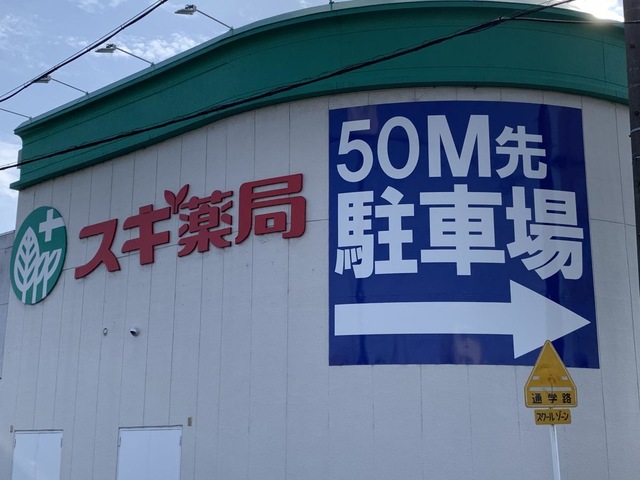 スギ薬局
50M先
駐車場
通学路
スクールゾーン